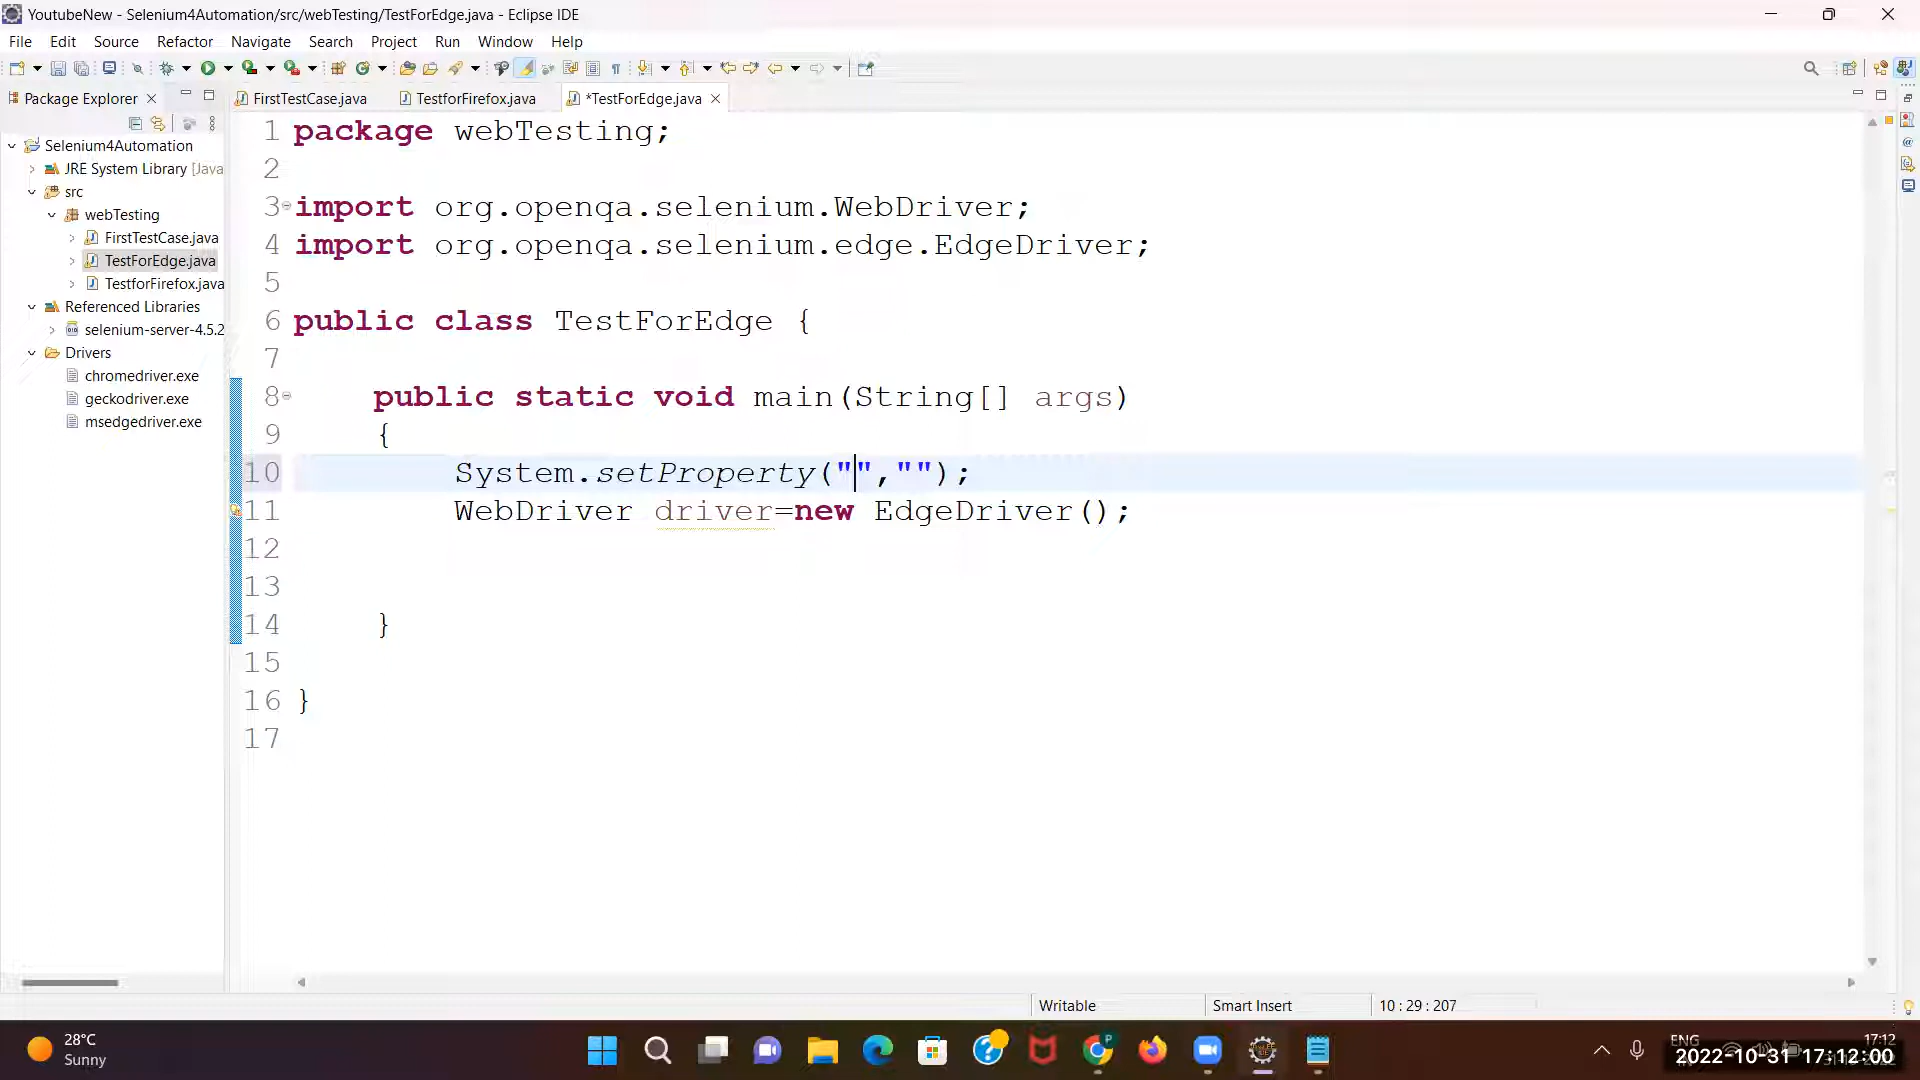 YoutubeNew - Selenium4Automation/src/webTesting/TestForEdge.java - Eclipse IDE
File Edit Source Refactor Navigate Search Project Run Window Help
Package Explorer
FirstTestCase.java
TestforFirefox.java
*TestForEdge.java
Selenium4Automation
JRE System Library [Java
src
webTesting
FirstTestCase.java
TestForEdge.java
TestforFirefox.java
Referenced Libraries
selenium-server-4.5.2
Drivers
chromedriver.exe
geckodriver.exe
msedgedriver.exe
1 package webTesting;
2
3 import org.openqa.selenium.WebDriver;
4 import org.openqa.selenium.edge.EdgeDriver;
5
6 public class TestForEdge {
7
8 public static void main(String[] args)
9 {
10 System.setProperty("","");
11 WebDriver driver=new EdgeDriver();
12
13
14 }
15
16 }
17
Writable
Smart Insert
10 : 29 : 207
28°C
Sunny
ENG
17:12
2022-10-31 17:12:00